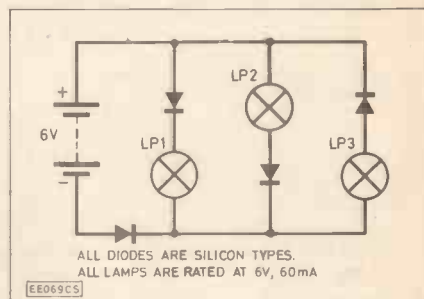 +
6V
−
LP1
LP2
LP3
ALL DIODES ARE SILICON TYPES.
ALL LAMPS ARE RATED AT 6V, 60mA
EE069CS